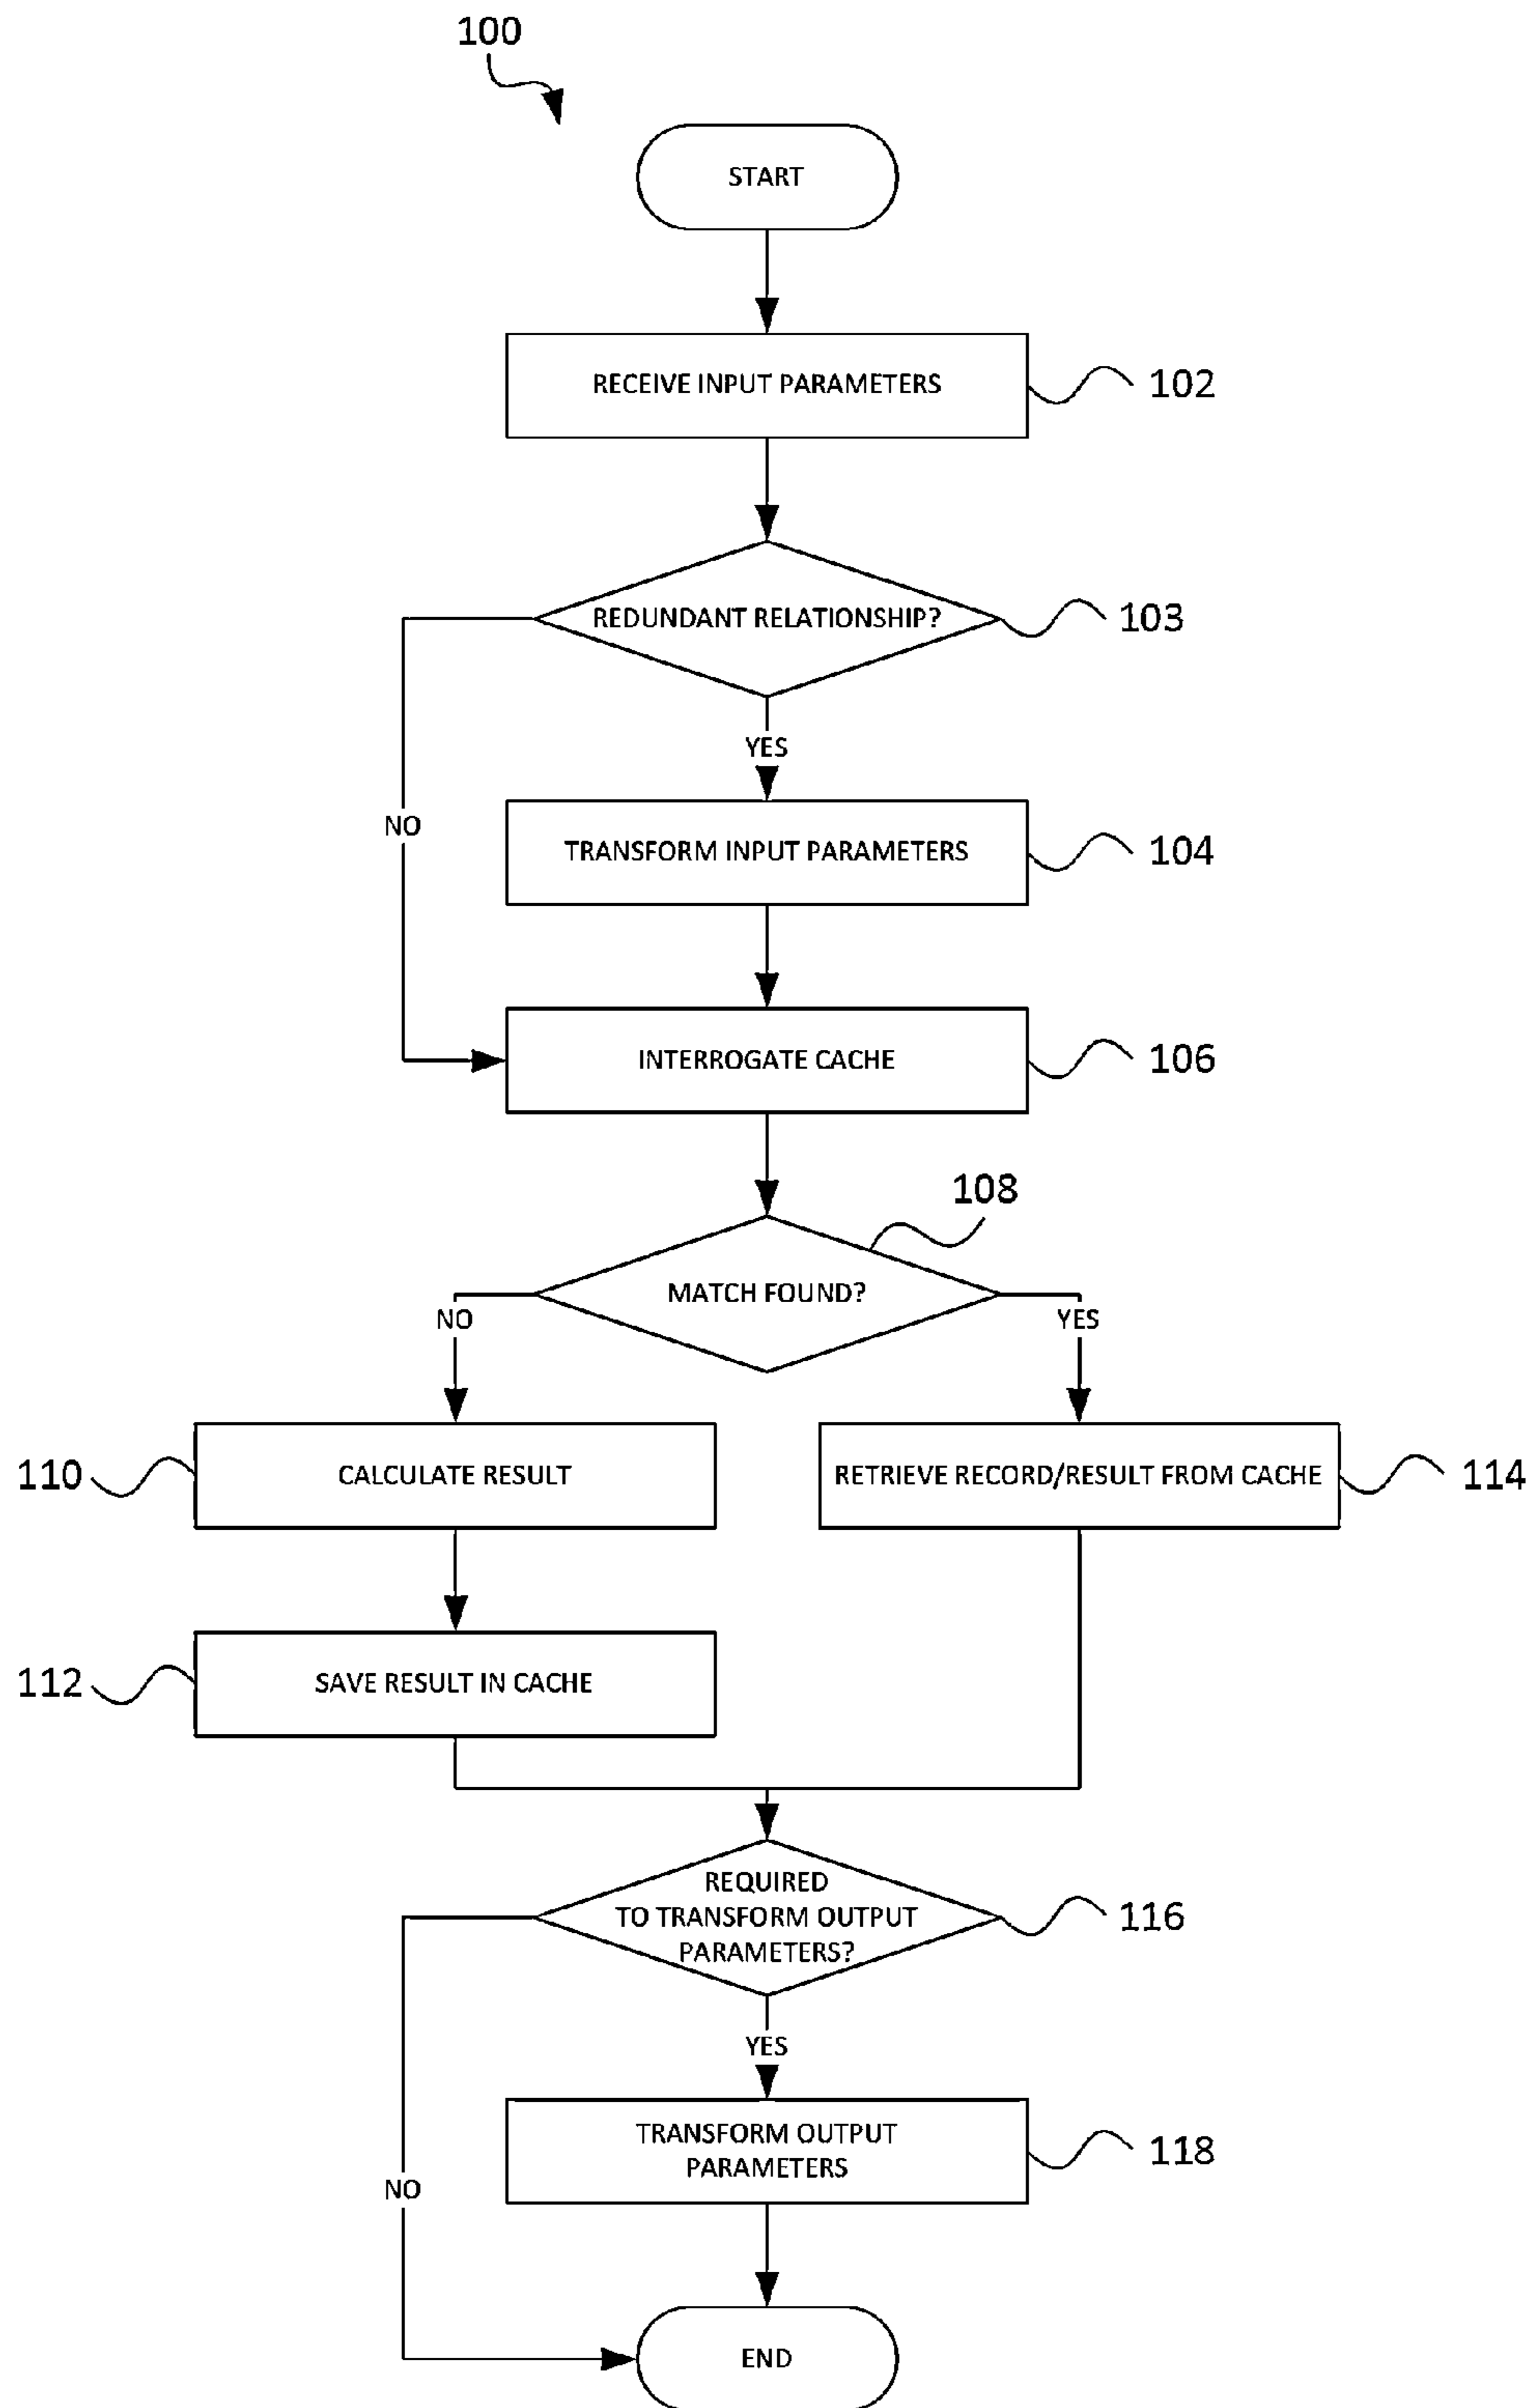 100
START
RECEIVE INPUT PARAMETERS
102
REDUNDANT RELATIONSHIP?
103
YES
NO
TRANSFORM INPUT PARAMETERS
104
INTERROGATE CACHE
106
108
MATCH FOUND?
NO
YES
110
CALCULATE RESULT
RETRIEVE RECORD/RESULT FROM CACHE
114
112
SAVE RESULT IN CACHE
REQUIRED
TO TRANSFORM OUTPUT
PARAMETERS?
116
YES
TRANSFORM OUTPUT
PARAMETERS
118
NO
END